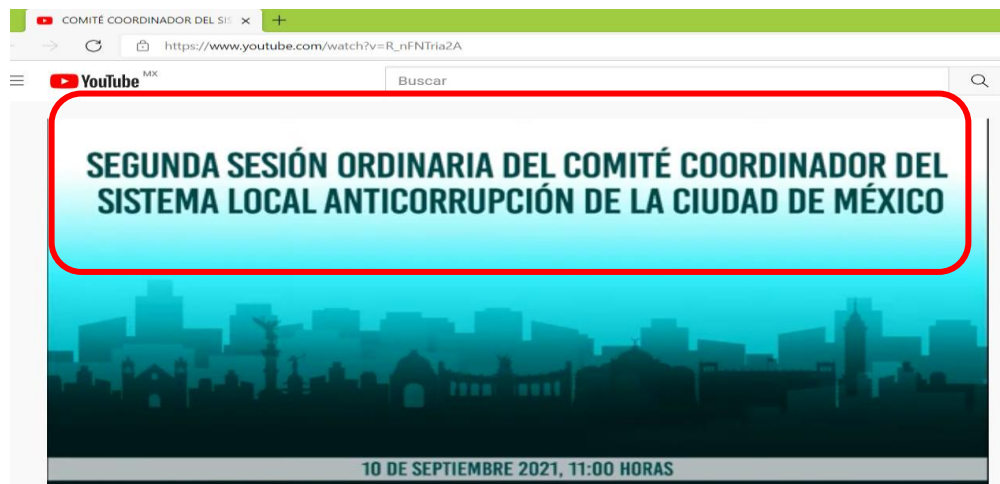 COMITÉ COORDINADOR DEL SIS
https://www.youtube.com/watch?v=R_nFNTria2A
YouTube MX
Buscar
SEGUNDA SESIÓN ORDINARIA DEL COMITÉ COORDINADOR DEL
SISTEMA LOCAL ANTICORRUPCIÓN DE LA CIUDAD DE MÉXICO
10 DE SEPTIEMBRE 2021, 11:00 HORAS